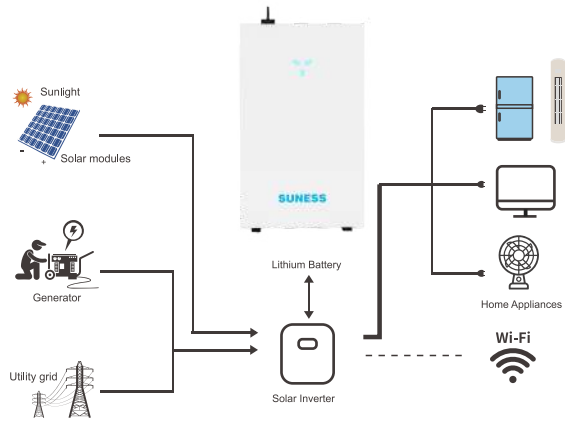 Sunlight
-
+
Solar modules
SUNESS
Generator
Lithium Battery
Home Appliances
Wi-Fi
Utility grid
Solar Inverter